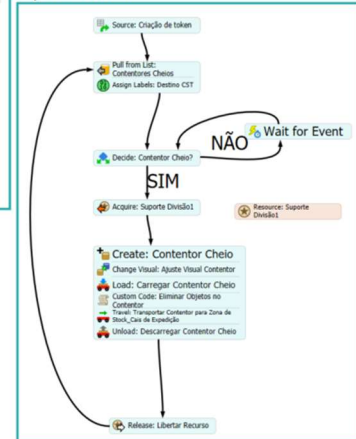 Source: Criação de token
Pull from List:
Contentores Cheios
Assign Labels: Destino CST
Wait for Event
NÃO
Decide: Contentor Cheio?
SIM
Acquire: Suporte Divisão1
Resource: Suporte
Divisão1
Create: Contentor Cheio
Change Visual: Ajuste Visual Contentor
Load: Carregar Contentor Cheio
Custom Code: Eliminar Objetos no
Contentor
Travel: Transportar Contentor para Zona de
Stock_Cais de Expedição
Unload: Descarregar Contentor Cheio
Release: Libertar Recurso